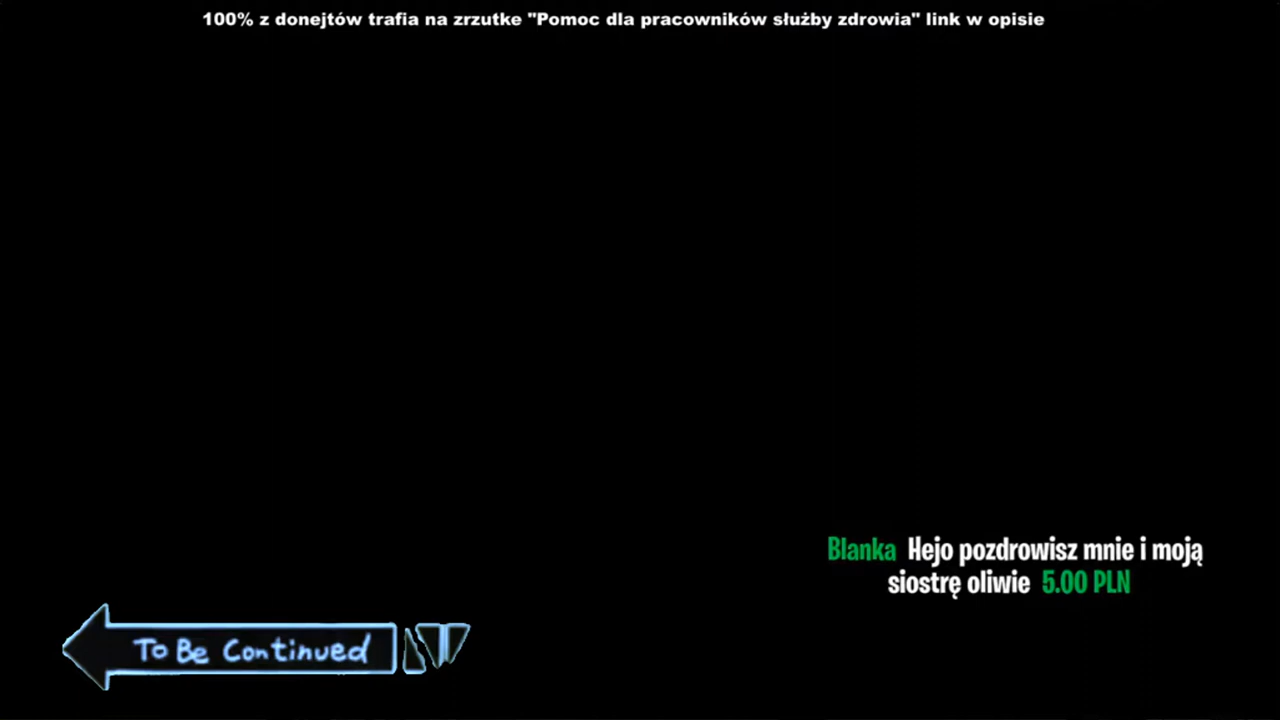 100% z donejtów trafia na zrzutke "Pomoc dla pracowników służby zdrowia" link w opisie
Blanka Hejo pozdrowisz mnie i moją
siostrę oliwie 5.00 PLN
To Be Continued